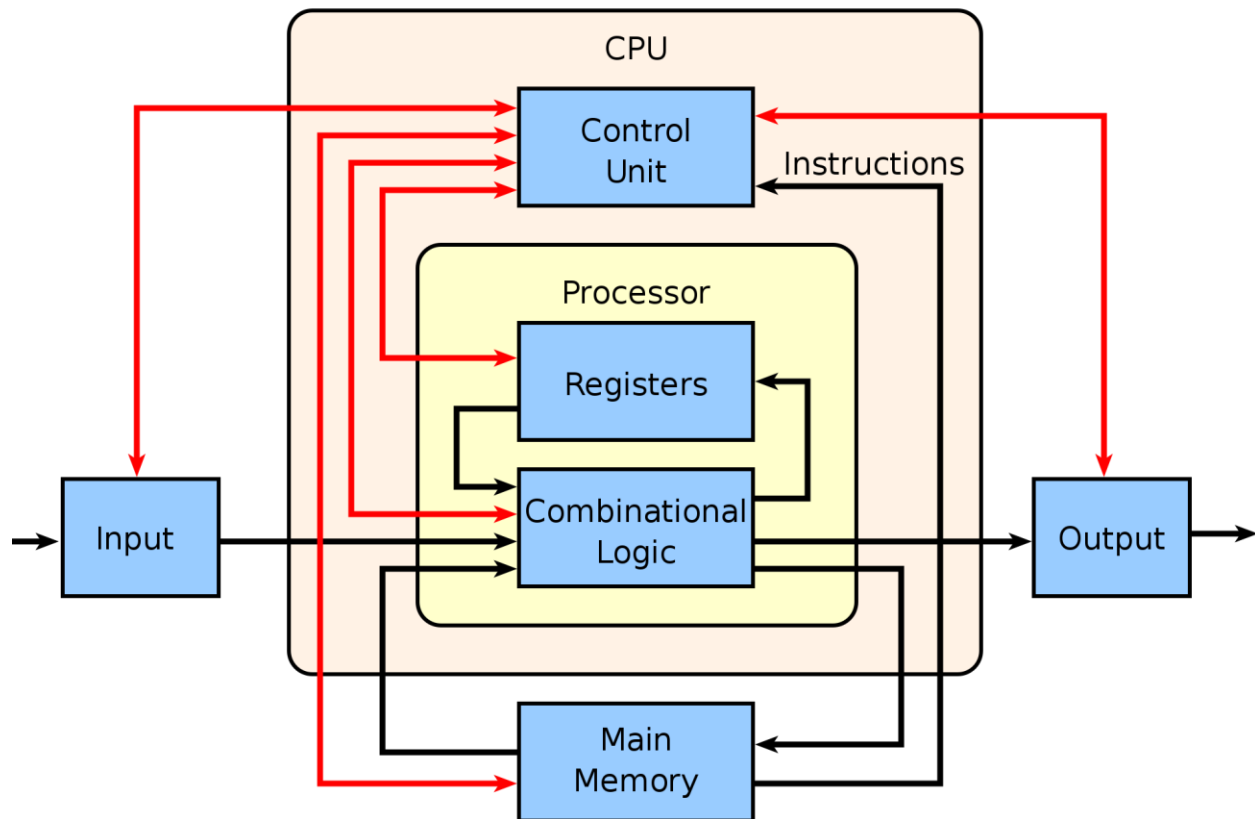 CPU
Control
Unit
Instructions
Processor
Registers
Combinational
Logic
Input
Output
Main
Memory